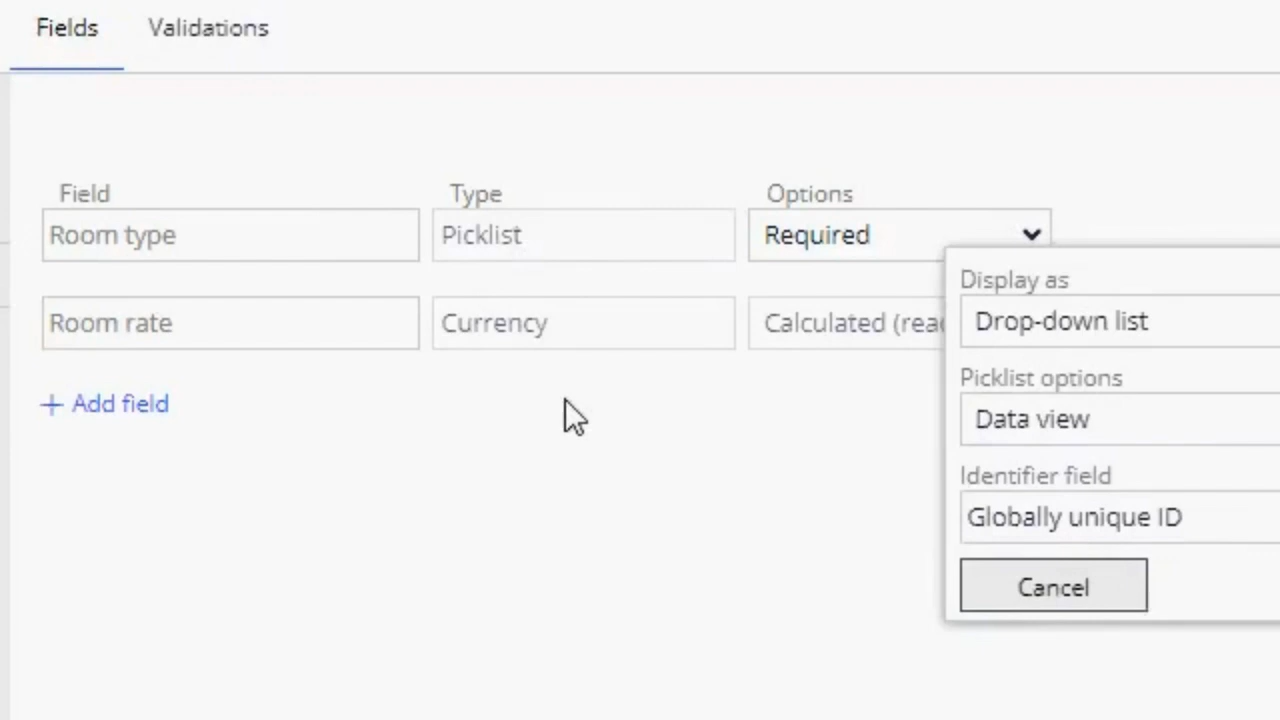 Fields Validations
Field Type Options
Room type Picklist Required
Display as
Room rate Currency Calculated Drop-down list
Picklist options
+ Add field Data view
Identifier field
Globally unique ID
Cancel